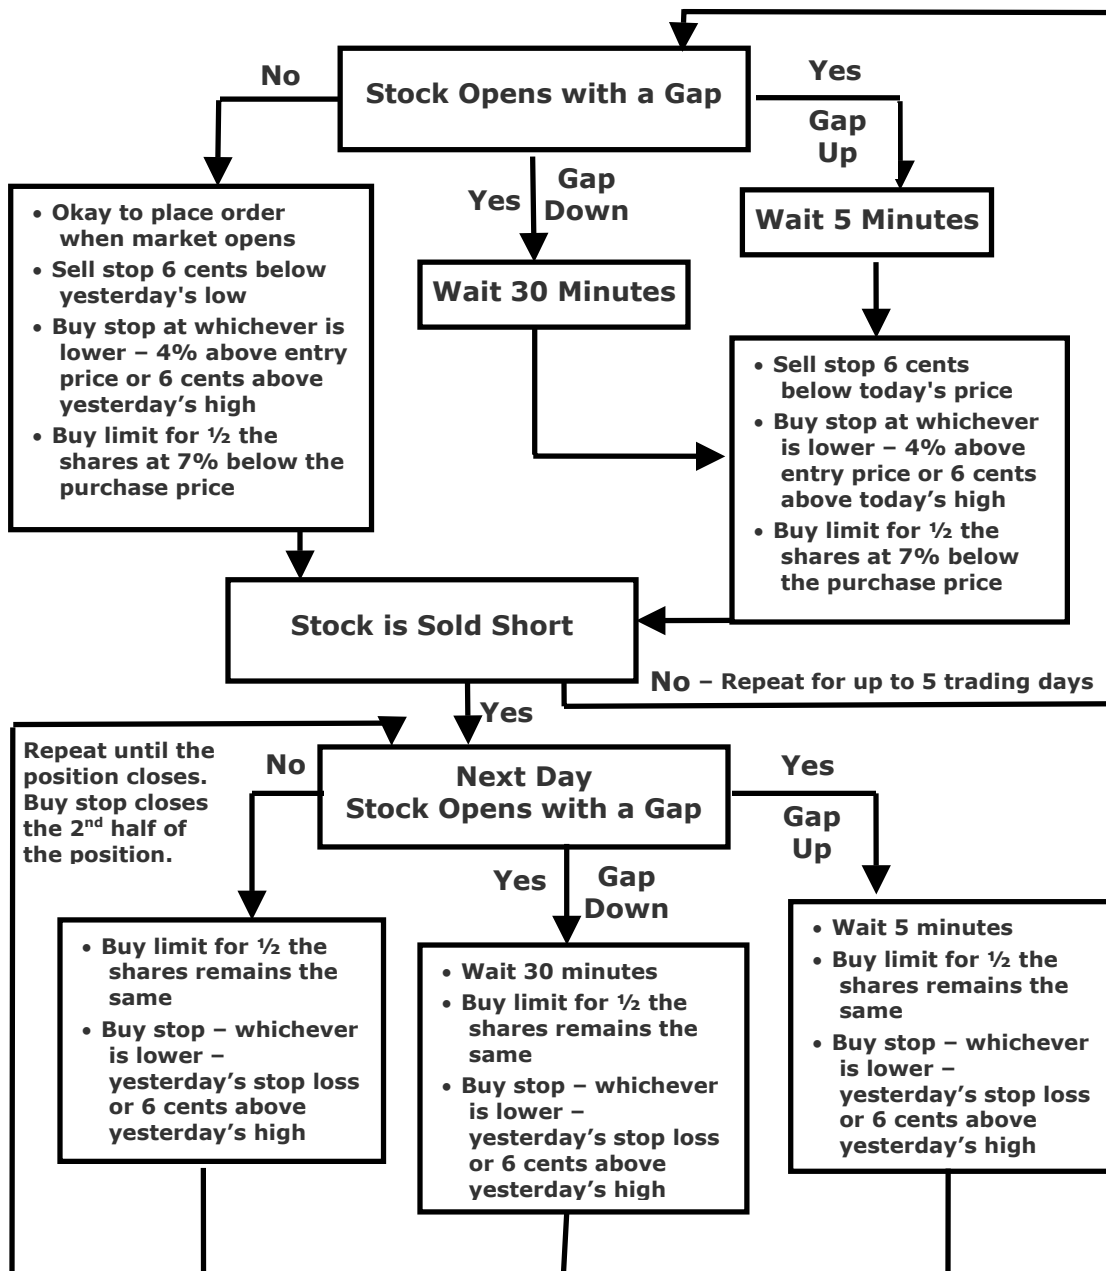 No
Stock Opens with a Gap
Yes
Gap
Up
Yes
Gap
Down
• Okay to place order
when market opens
• Sell stop 6 cents below
yesterday's low
• Buy stop at whichever is
lower – 4% above entry
price or 6 cents above
yesterday’s high
• Buy limit for ½ the
shares at 7% below the
purchase price
Wait 30 Minutes
Wait 5 Minutes
• Sell stop 6 cents
below today's price
• Buy stop at whichever
is lower – 4% above
entry price or 6 cents
above today’s high
• Buy limit for ½ the
shares at 7% below
the purchase price
Stock is Sold Short
No – Repeat for up to 5 trading days
Yes
Repeat until the
position closes.
Buy stop closes
the 2nd half of
the position.
No
Next Day
Stock Opens with a Gap
Yes
Gap
Up
Yes
Gap
Down
• Buy limit for ½ the
shares remains the
same
• Buy stop – whichever
is lower –
yesterday’s stop loss
or 6 cents above
yesterday’s high
• Wait 30 minutes
• Buy limit for ½ the
shares remains the
same
• Buy stop – whichever
is lower –
yesterday’s stop loss
or 6 cents above
yesterday’s high
• Wait 5 minutes
• Buy limit for ½ the
shares remains the
same
• Buy stop – whichever
is lower –
yesterday’s stop loss
or 6 cents above
yesterday’s high